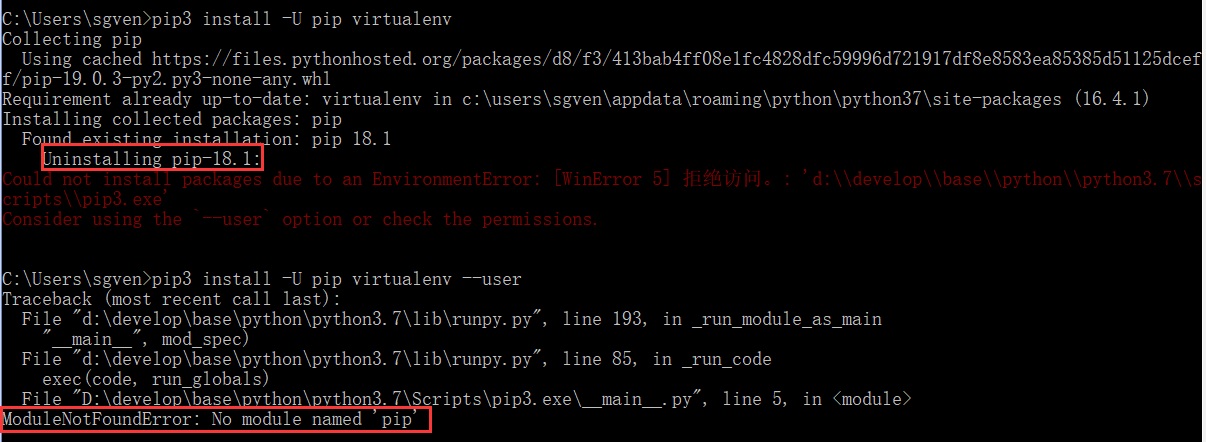 C:\Users\sgven>pip3 install -U pip virtualenv
Collecting pip
  Using cached https://files.pythonhosted.org/packages/d8/f3/413bab4ff08e1fc4828dfc59996d721917df8e8583ea85385d51125dcef
f/pip-19.0.3-py2.py3-none-any.whl
Requirement already up-to-date: virtualenv in c:\users\sgven\appdata\roaming\python\python37\site-packages (16.4.1)
Installing collected packages: pip
  Found existing installation: pip 18.1
    Uninstalling pip-18.1:
Could not install packages due to an EnvironmentError: [WinError 5] 拒绝访问。: 'd:\\develop\\base\\python\\python3.7\\s
cripts\\pip3.exe'
Consider using the `--user` option or check the permissions.
C:\Users\sgven>pip3 install -U pip virtualenv --user
Traceback (most recent call last):
  File "d:\develop\base\python\python3.7\lib\runpy.py", line 193, in _run_module_as_main
    "__main__", mod_spec)
  File "d:\develop\base\python\python3.7\lib\runpy.py", line 85, in _run_code
    exec(code, run_globals)
  File "D:\develop\base\python\python3.7\Scripts\pip3.exe\__main__.py", line 5, in <module>
ModuleNotFoundError: No module named 'pip'